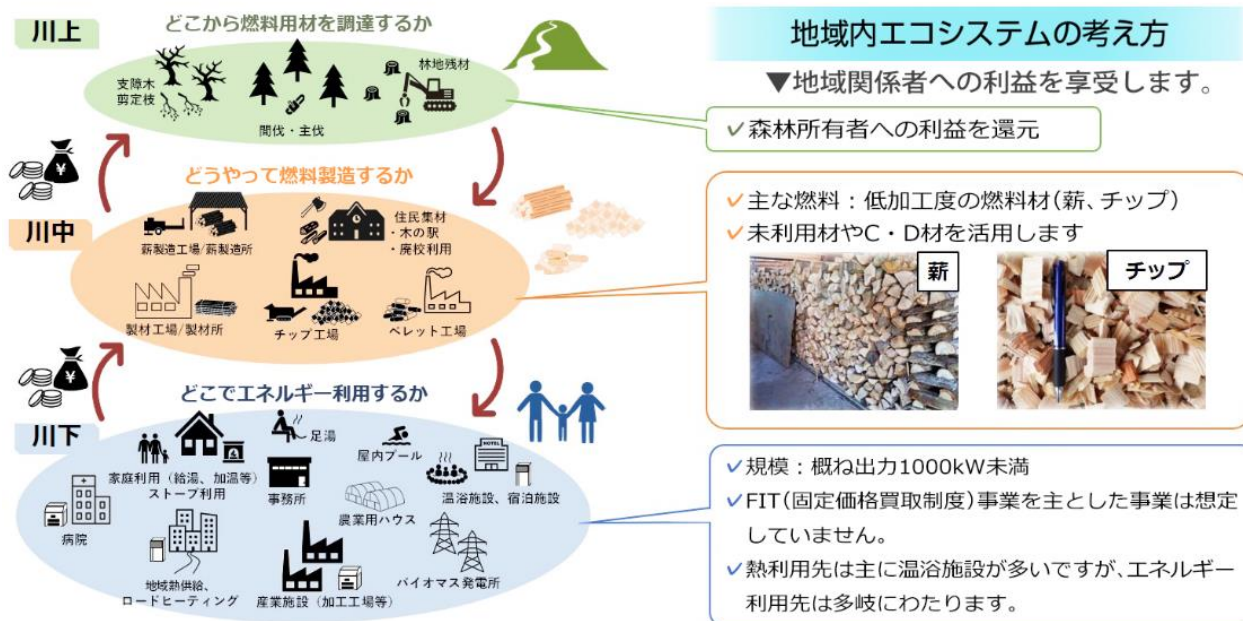 川上
どこから燃料用材を調達するか
支障木
剪定枝
林地残材
間伐・主伐
¥
どうやって燃料製造するか
川中
薪製造工場/薪製造所
住民集材
・木の駅
・廃校利用
製材工場/製材所
チップ工場
ペレット工場
¥
どこでエネルギー利用するか
川下
家庭利用（給湯、加温等）
ストーブ利用
足湯
事務所
屋内プール
HOTEL
温浴施設、宿泊施設
農業用ハウス
病院
地域熱供給、
ロードヒーティング
産業施設（加工工場等）
バイオマス発電所
地域内エコシステムの考え方
▼地域関係者への利益を享受します。
✓森林所有者への利益を還元
✓主な燃料：低加工度の燃料材（薪、チップ）
✓未利用材やC・D材を活用します
薪
チップ
✓規模：概ね出力1000kW未満
✓FIT（固定価格買取制度）事業を主とした事業は想定
していません。
✓熱利用先は主に温浴施設が多いですが、エネルギー
利用先は多岐にわたります。